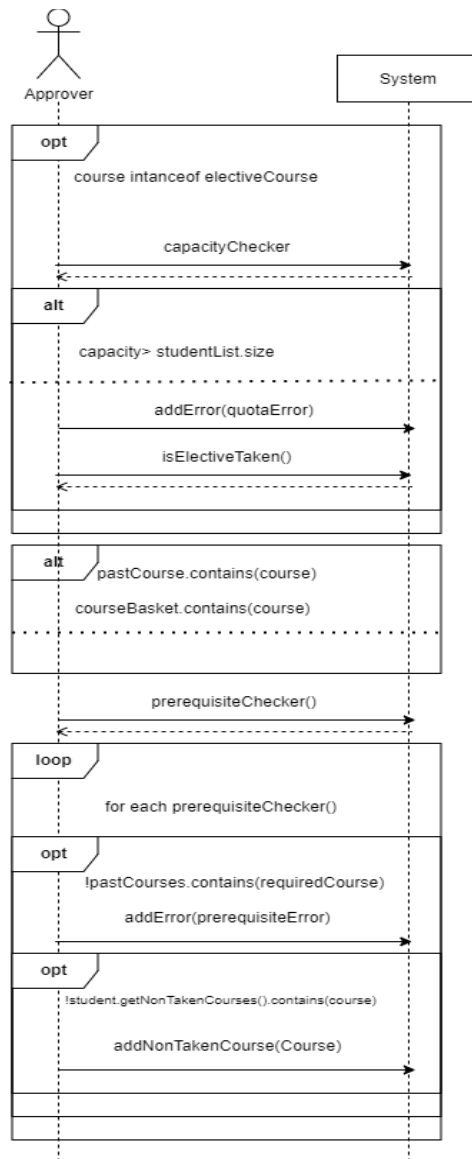 Approver
System
opt
course intanceof electiveCourse
capacityChecker
alt
capacity> studentList.size
addError(quotaError)
isElectiveTaken()
alt
pastCourse.contains(course)
courseBasket.contains(course)
prerequisiteChecker()
loop
for each prerequisiteChecker()
opt
!pastCourses.contains(requiredCourse)
addError(prerequisiteError)
opt
!student.getNonTakenCourses().contains(course)
addNonTakenCourse(Course)